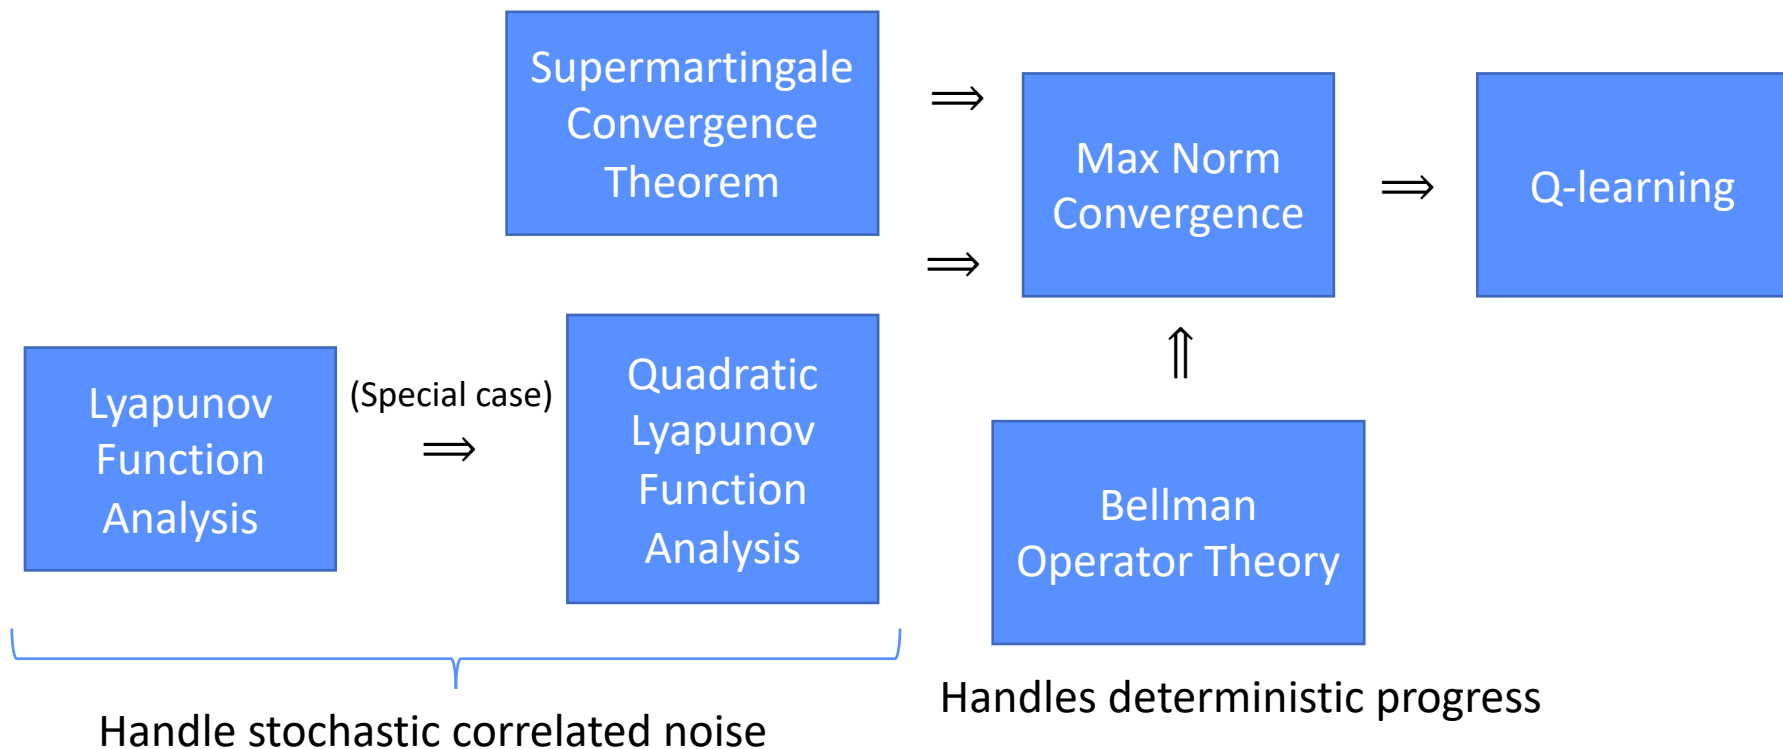 Supermartingale
Convergence
Theorem
⇒
Max Norm
Convergence
⇒
Q-learning
⇒
⇑
Lyapunov
Function
Analysis
(Special case)
⇒
Quadratic
Lyapunov
Function
Analysis
Bellman
Operator Theory
Handle stochastic correlated noise
Handles deterministic progress